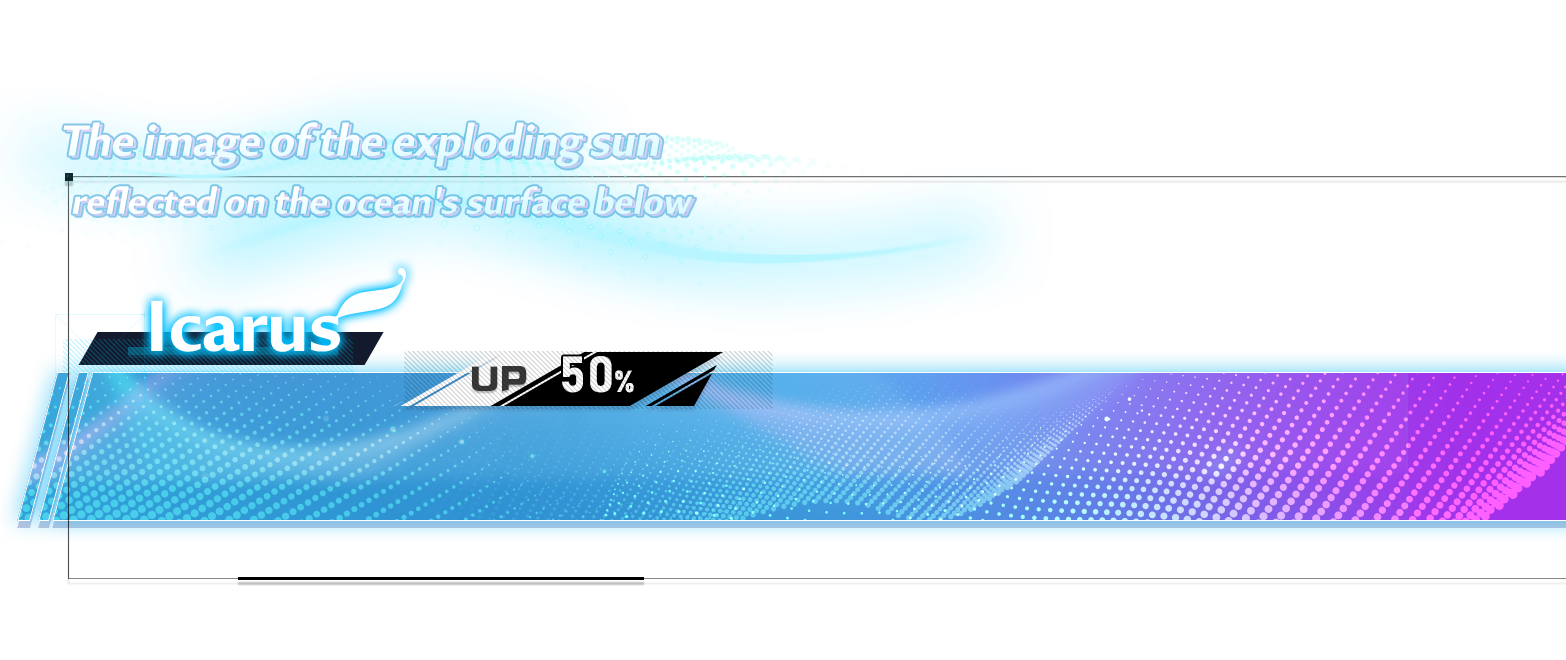 The image of the exploding sun
reflected on the ocean's surface below
Icarus
UP 50%